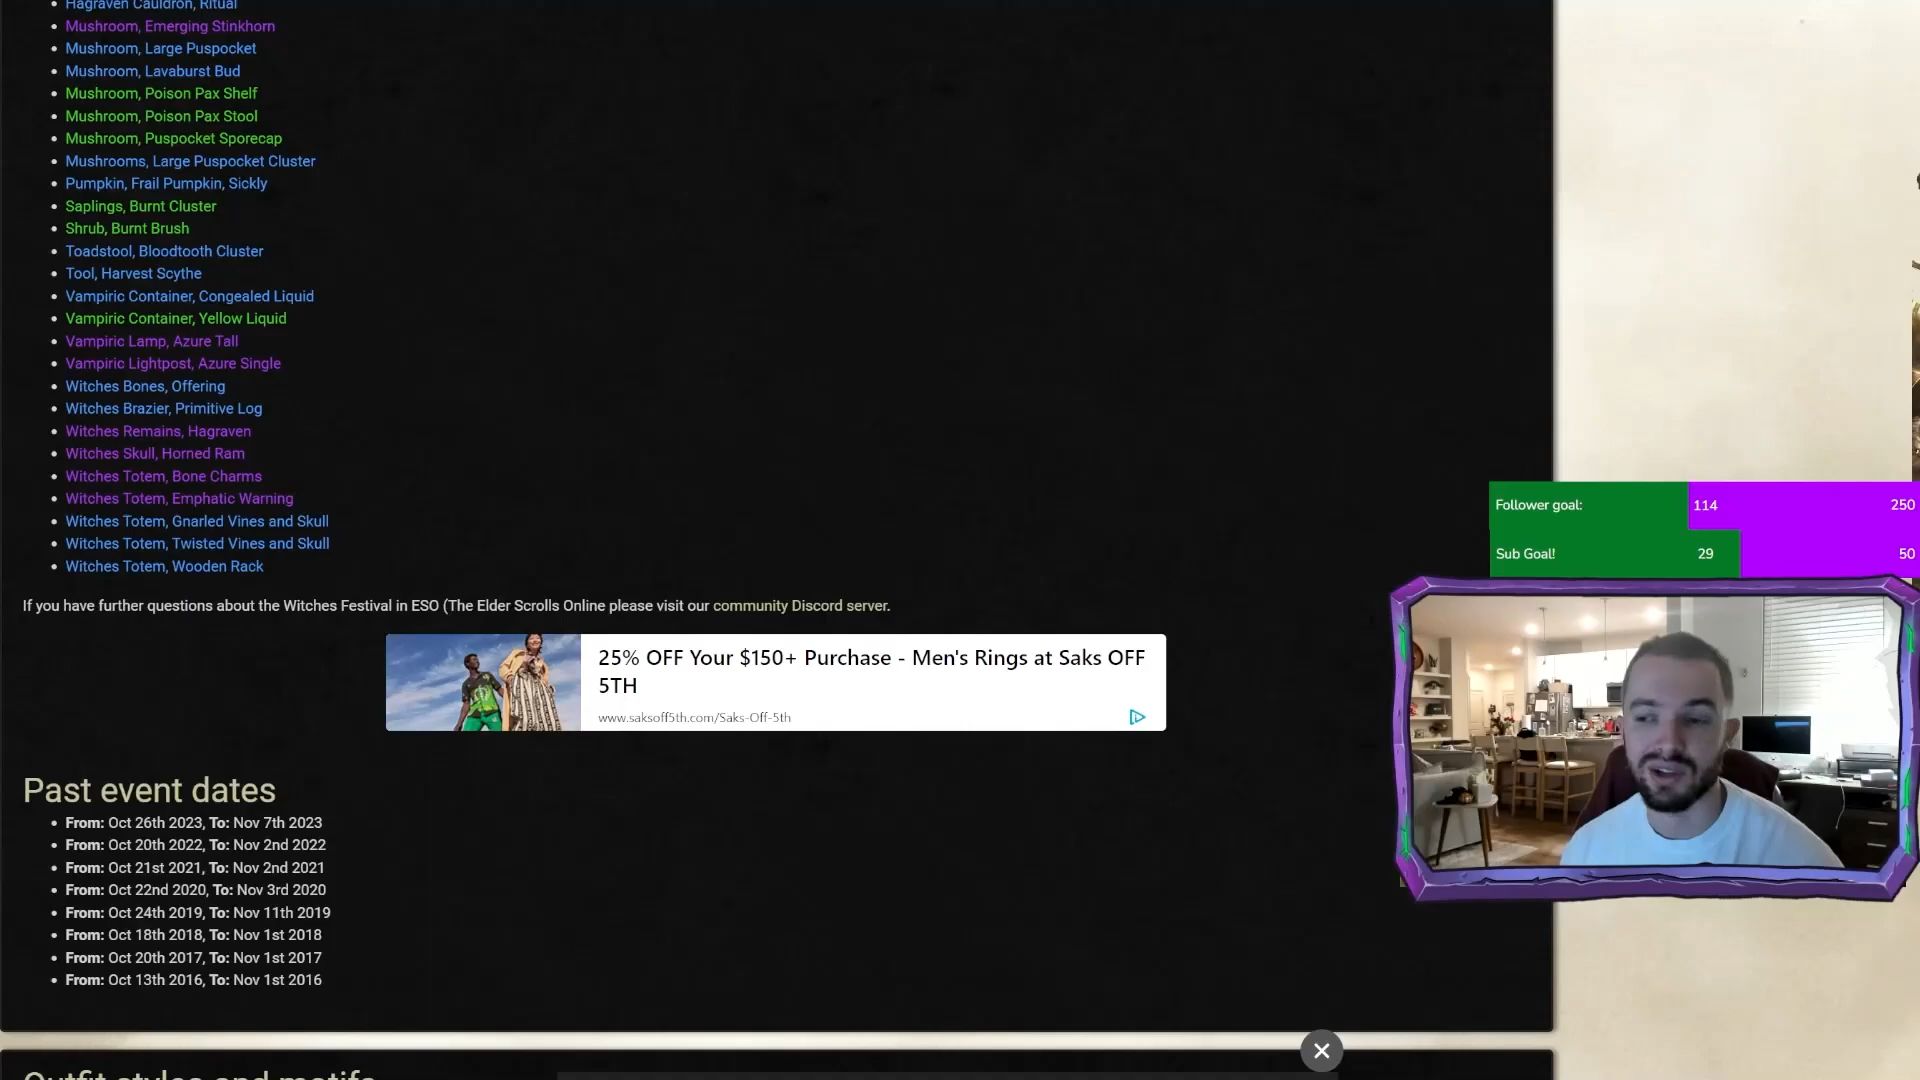 Hagraven Cauldron, Ritual
Mushroom, Emerging Stinkhorn
Mushroom, Large Puspocket
Mushroom, Lavaburst Bud
Mushroom, Poison Pax Shelf
Mushroom, Poison Pax Stool
Mushroom, Puspocket Sporecap
Mushrooms, Large Puspocket Cluster
Pumpkin, Frail Pumpkin, Sickly
Saplings, Burnt Cluster
Shrub, Burnt Brush
Toadstool, Bloodtooth Cluster
Tool, Harvest Scythe
Vampiric Container, Congealed Liquid
Vampiric Container, Yellow Liquid
Vampiric Lamp, Azure Tall
Vampiric Lightpost, Azure Single
Witches Bones, Offering
Witches Brazier, Primitive Log
Witches Remains, Hagraven
Witches Skull, Horned Ram
Witches Totem, Bone Charms
Witches Totem, Emphatic Warning
Witches Totem, Gnarled Vines and Skull
Witches Totem, Twisted Vines and Skull
Witches Totem, Wooden Rack
If you have further questions about the Witches Festival in ESO (The Elder Scrolls Online please visit our community Discord server.
25% OFF Your $150+ Purchase - Men's Rings at Saks OFF
5TH
www.saksoff5th.com/Saks-Off-5th
Past event dates
From: Oct 26th 2023, To: Nov 7th 2023
From: Oct 20th 2022, To: Nov 2nd 2022
From: Oct 21st 2021, To: Nov 2nd 2021
From: Oct 22nd 2020, To: Nov 3rd 2020
From: Oct 24th 2019, To: Nov 11th 2019
From: Oct 18th 2018, To: Nov 1st 2018
From: Oct 20th 2017, To: Nov 1st 2017
From: Oct 13th 2016, To: Nov 1st 2016
Outfit styles and motifs
Follower goal: 114 250
Sub Goal! 29 50